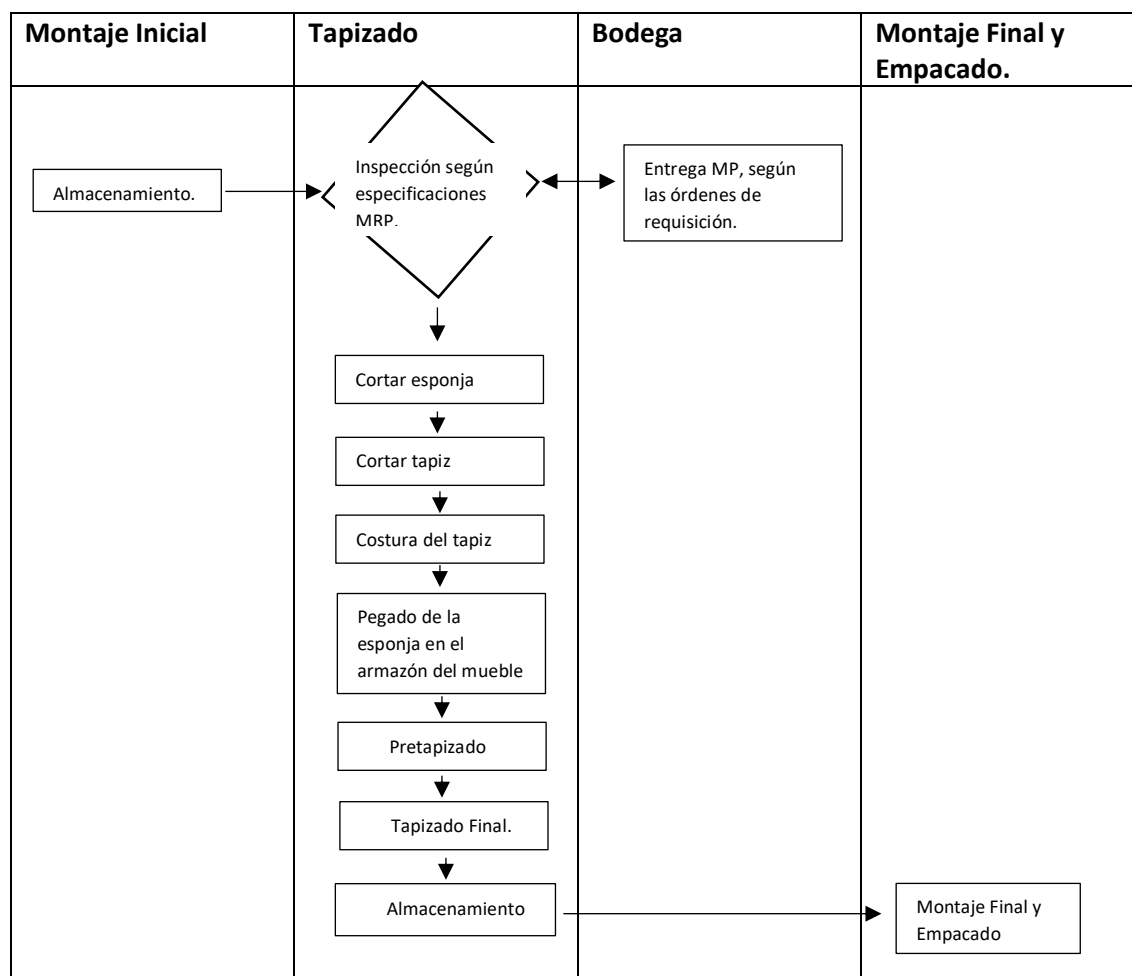 Montaje Inicial
Tapizado
Bodega
Montaje Final y
Empacado.
Almacenamiento.
Inspección según
especificaciones
MRP.
Entrega MP, según
las órdenes de
requisición.
Cortar esponja
Cortar tapiz
Costura del tapiz
Pegado de la
esponja en el
armazón del mueble
Pretapizado
Tapizado Final.
Almacenamiento
Montaje Final y
Empacado